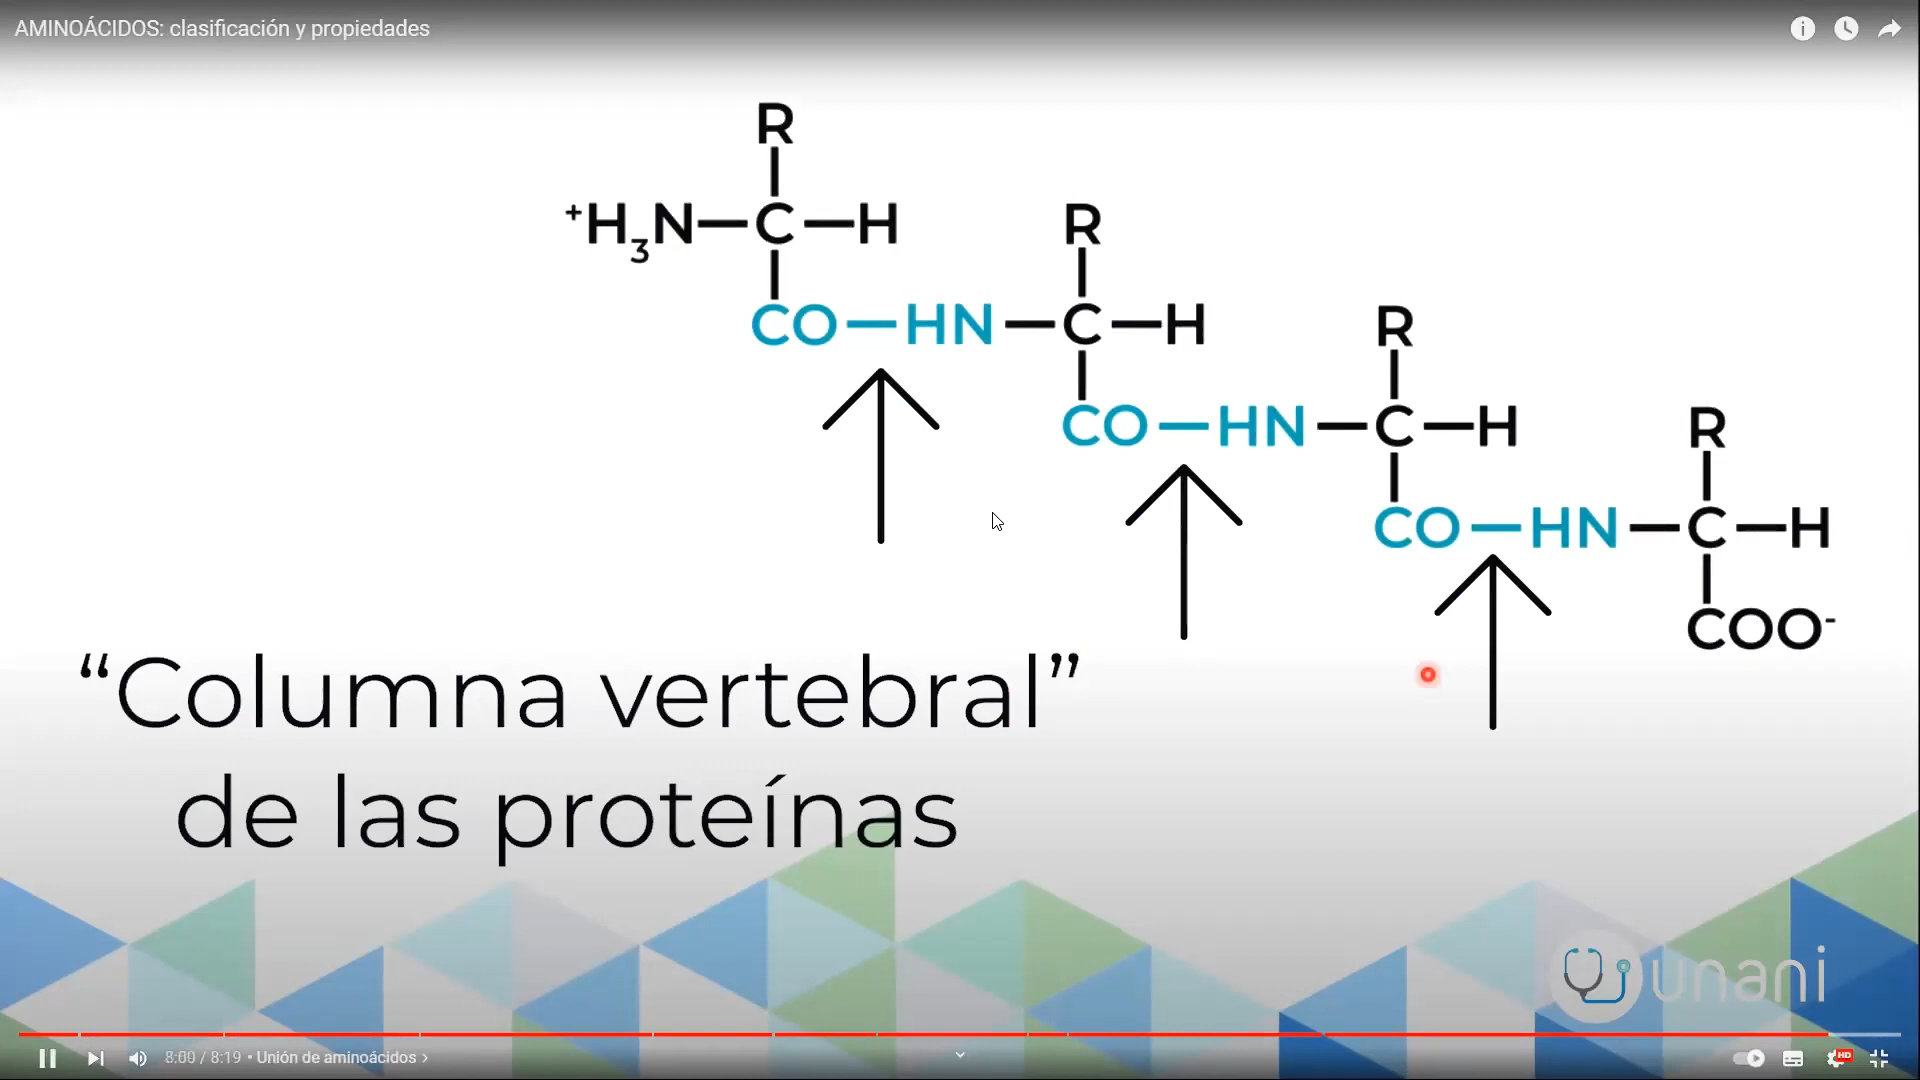 AMINOÁCIDOS: clasificación y propiedades
R
⁺H₃N—C—H
R
CO—HN—C—H
R
CO—HN—C—H
R
CO—HN—C—H
COO⁻
“Columna vertebral”
de las proteínas
unani
8:00 / 8:19 • Unión de aminoácidos ›
HD